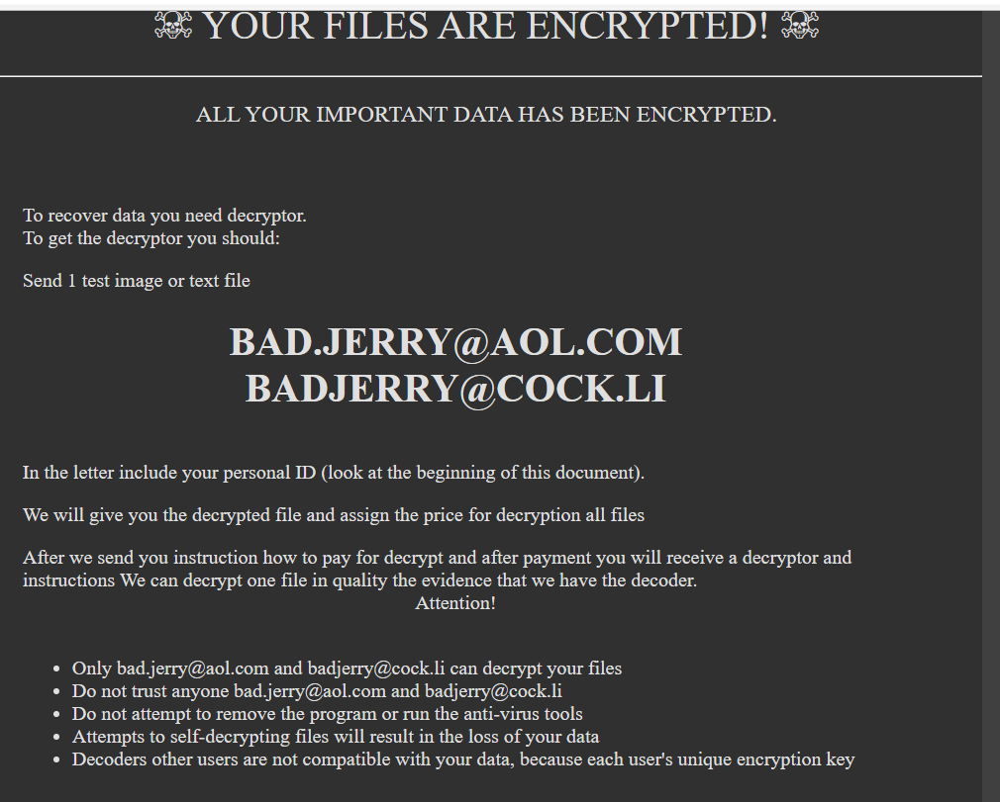 ☠ YOUR FILES ARE ENCRYPTED! ☠
ALL YOUR IMPORTANT DATA HAS BEEN ENCRYPTED.
To recover data you need decryptor.
To get the decryptor you should:
Send 1 test image or text file
BAD.JERRY@AOL.COM
BADJERRY@COCK.LI
In the letter include your personal ID (look at the beginning of this document).
We will give you the decrypted file and assign the price for decryption all files
After we send you instruction how to pay for decrypt and after payment you will receive a decryptor and
instructions We can decrypt one file in quality the evidence that we have the decoder.
Attention!
• Only bad.jerry@aol.com and badjerry@cock.li can decrypt your files
• Do not trust anyone bad.jerry@aol.com and badjerry@cock.li
• Do not attempt to remove the program or run the anti-virus tools
• Attempts to self-decrypting files will result in the loss of your data
• Decoders other users are not compatible with your data, because each user's unique encryption key